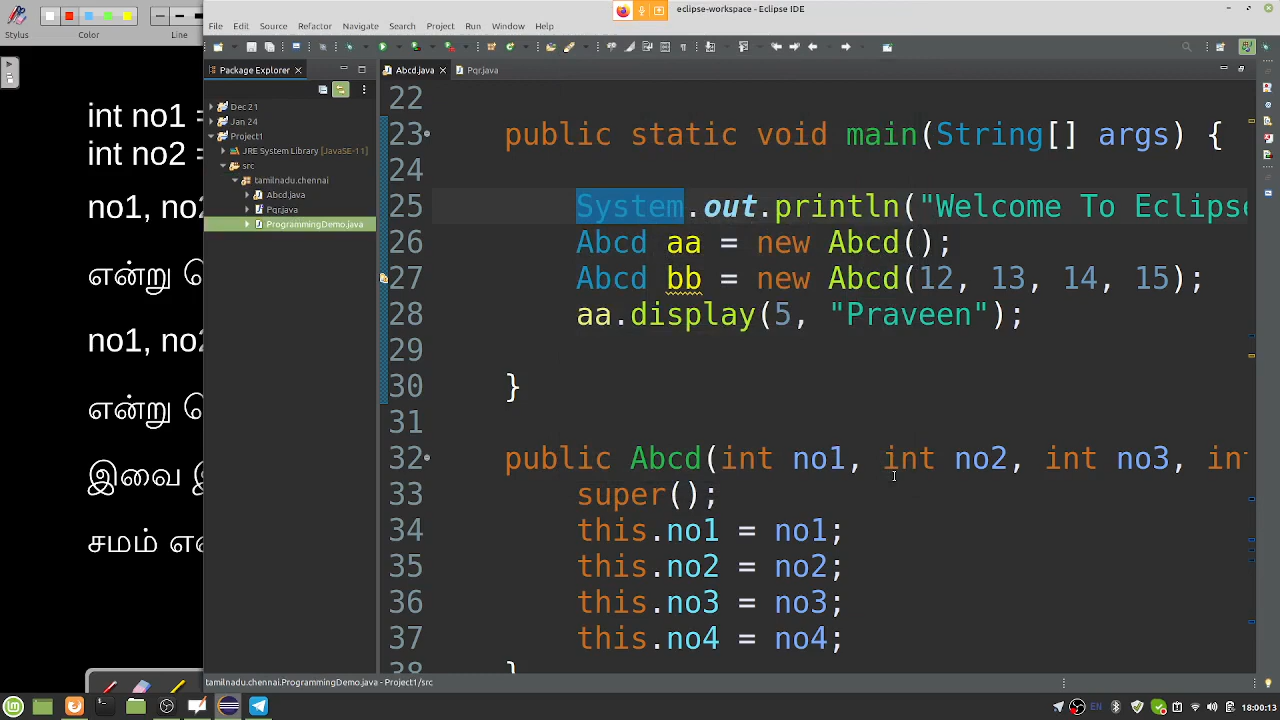 eclipse-workspace - Eclipse IDE
File Edit Source Refactor Navigate Search Project Run Window Help
Stylus Color Line
Package Explorer
Abcd.java
Pqr.java
Dec 21
Jan 24
Project1
JRE System Library [JavaSE-11]
src
tamilnadu.chennai
Abcd.java
Pqr.java
ProgrammingDemo.java
int no1 =
int no2 =
no1, no2
என்று
no1, no2
என்று
இவை
சமம்
22
23 public static void main(String[] args) {
24
25 System.out.println("Welcome To Eclipse
26 Abcd aa = new Abcd();
27 Abcd bb = new Abcd(12, 13, 14, 15);
28 aa.display(5, "Praveen");
29
30 }
31
32 public Abcd(int no1, int no2, int no3, int
33 super();
34 this.no1 = no1;
35 this.no2 = no2;
36 this.no3 = no3;
37 this.no4 = no4;
38 }
tamilnadu.chennai.ProgrammingDemo.java - Project1/src
EN
18:00:13